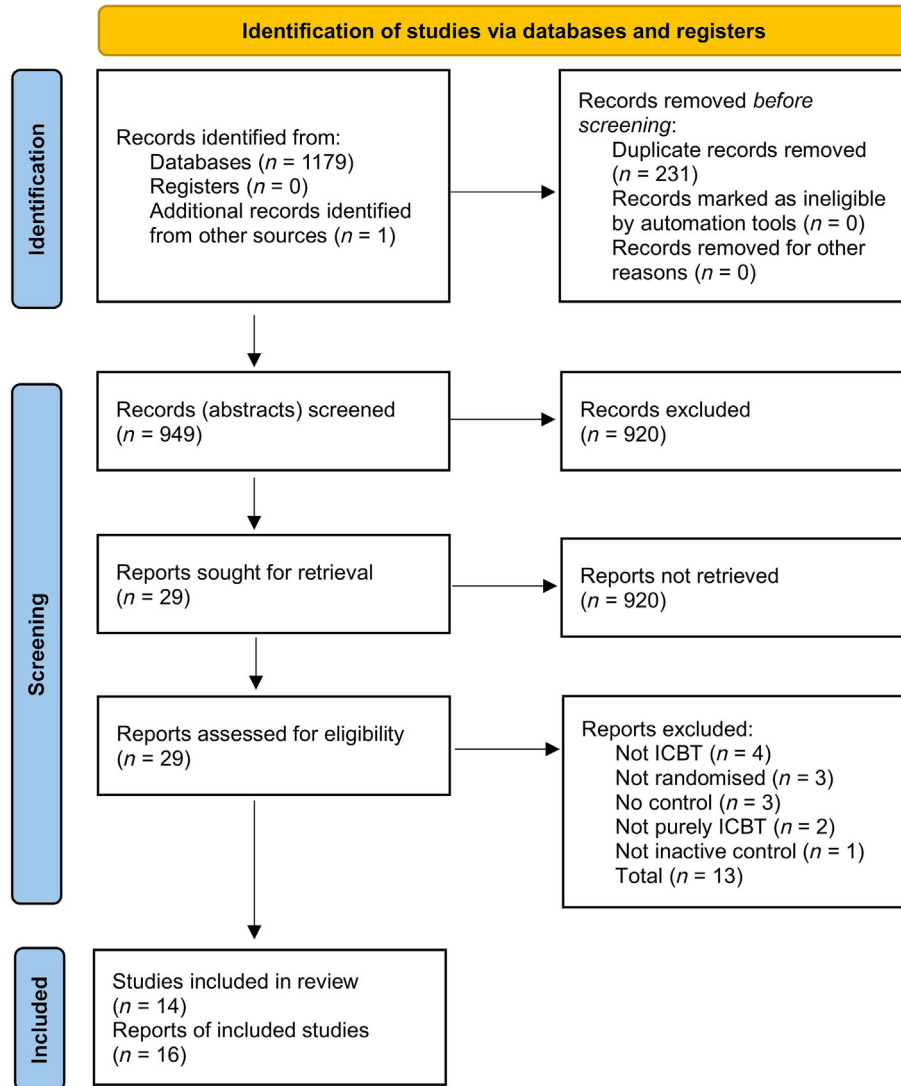 Identification of studies via databases and registers
Identification
Records identified from:
Databases (n = 1179)
Registers (n = 0)
Additional records identified
from other sources (n = 1)
Records removed before
screening:
Duplicate records removed
(n = 231)
Records marked as ineligible
by automation tools (n = 0)
Records removed for other
reasons (n = 0)
Screening
Records (abstracts) screened
(n = 949)
Records excluded
(n = 920)
Reports sought for retrieval
(n = 29)
Reports not retrieved
(n = 920)
Reports assessed for eligibility
(n = 29)
Reports excluded:
Not ICBT (n = 4)
Not randomised (n = 3)
No control (n = 3)
Not purely ICBT (n = 2)
Not inactive control (n = 1)
Total (n = 13)
Included
Studies included in review
(n = 14)
Reports of included studies
(n = 16)